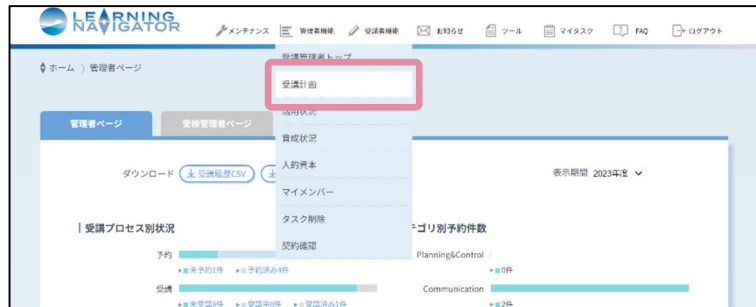 LEARNING
NAVIGATOR
メンテナンス 管理者機能 受講者機能 お知らせ ツール マイタスク FAQ ログアウト
ホーム 〉 管理者ページ
受講管理者トップ
受講計画
活用状況
育成状況
人的資本
マイメンバー
タスク削除
契約確認
管理者ページ 受検管理者ページ
ダウンロード 受講履歴CSV 表示期間 2023年度
受講プロセス別状況
テゴリ別予約件数
予約
未予約1件 予約済み4件
受講
未受講9件 受講中0件 受講済み1件
Planning&Control
0件
Communication
2件